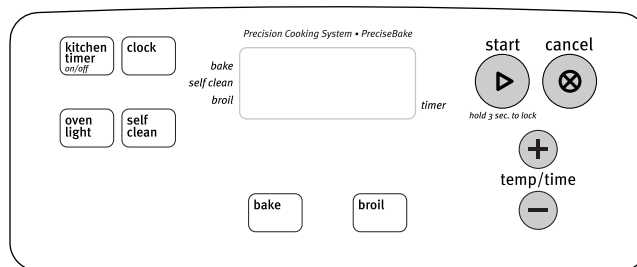 Precision Cooking System • PreciseBake
kitchen
timer
on/off
clock
oven
light
self
clean
bake
self clean
broil
timer
start
cancel
hold 3 sec. to lock
temp/time
bake
broil